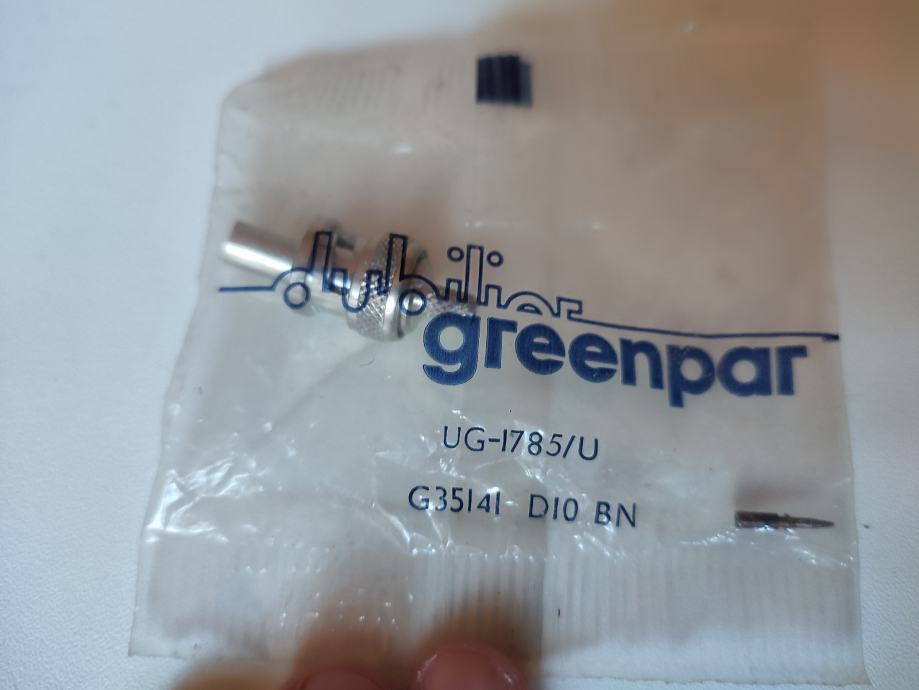 dubilier
greenpar
UG-1785/U
G35141 D10 BN